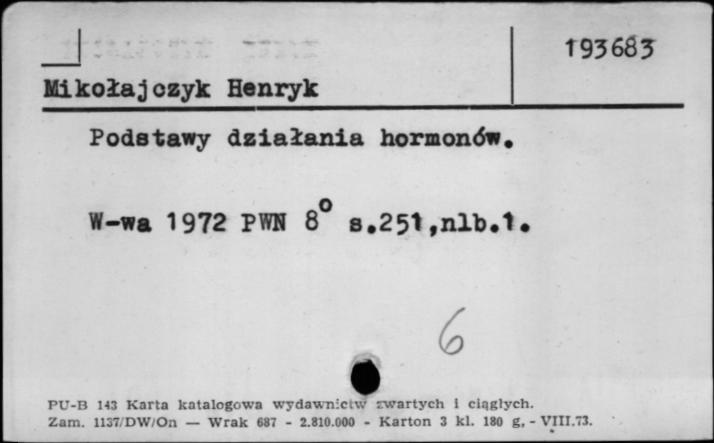 193683
Mikołajczyk Henryk
Podstawy działania hormonów.
W-wa 1972 PWN 8° s.251,nlb.1.
6
PU-B 143 Karta katalogowa wydawnictw zwartych i ciągłych.
Zam. 1137/DW/On — Wrak 687 - 2.810.000 - Karton 3 kl. 180 g, - VIII.73.